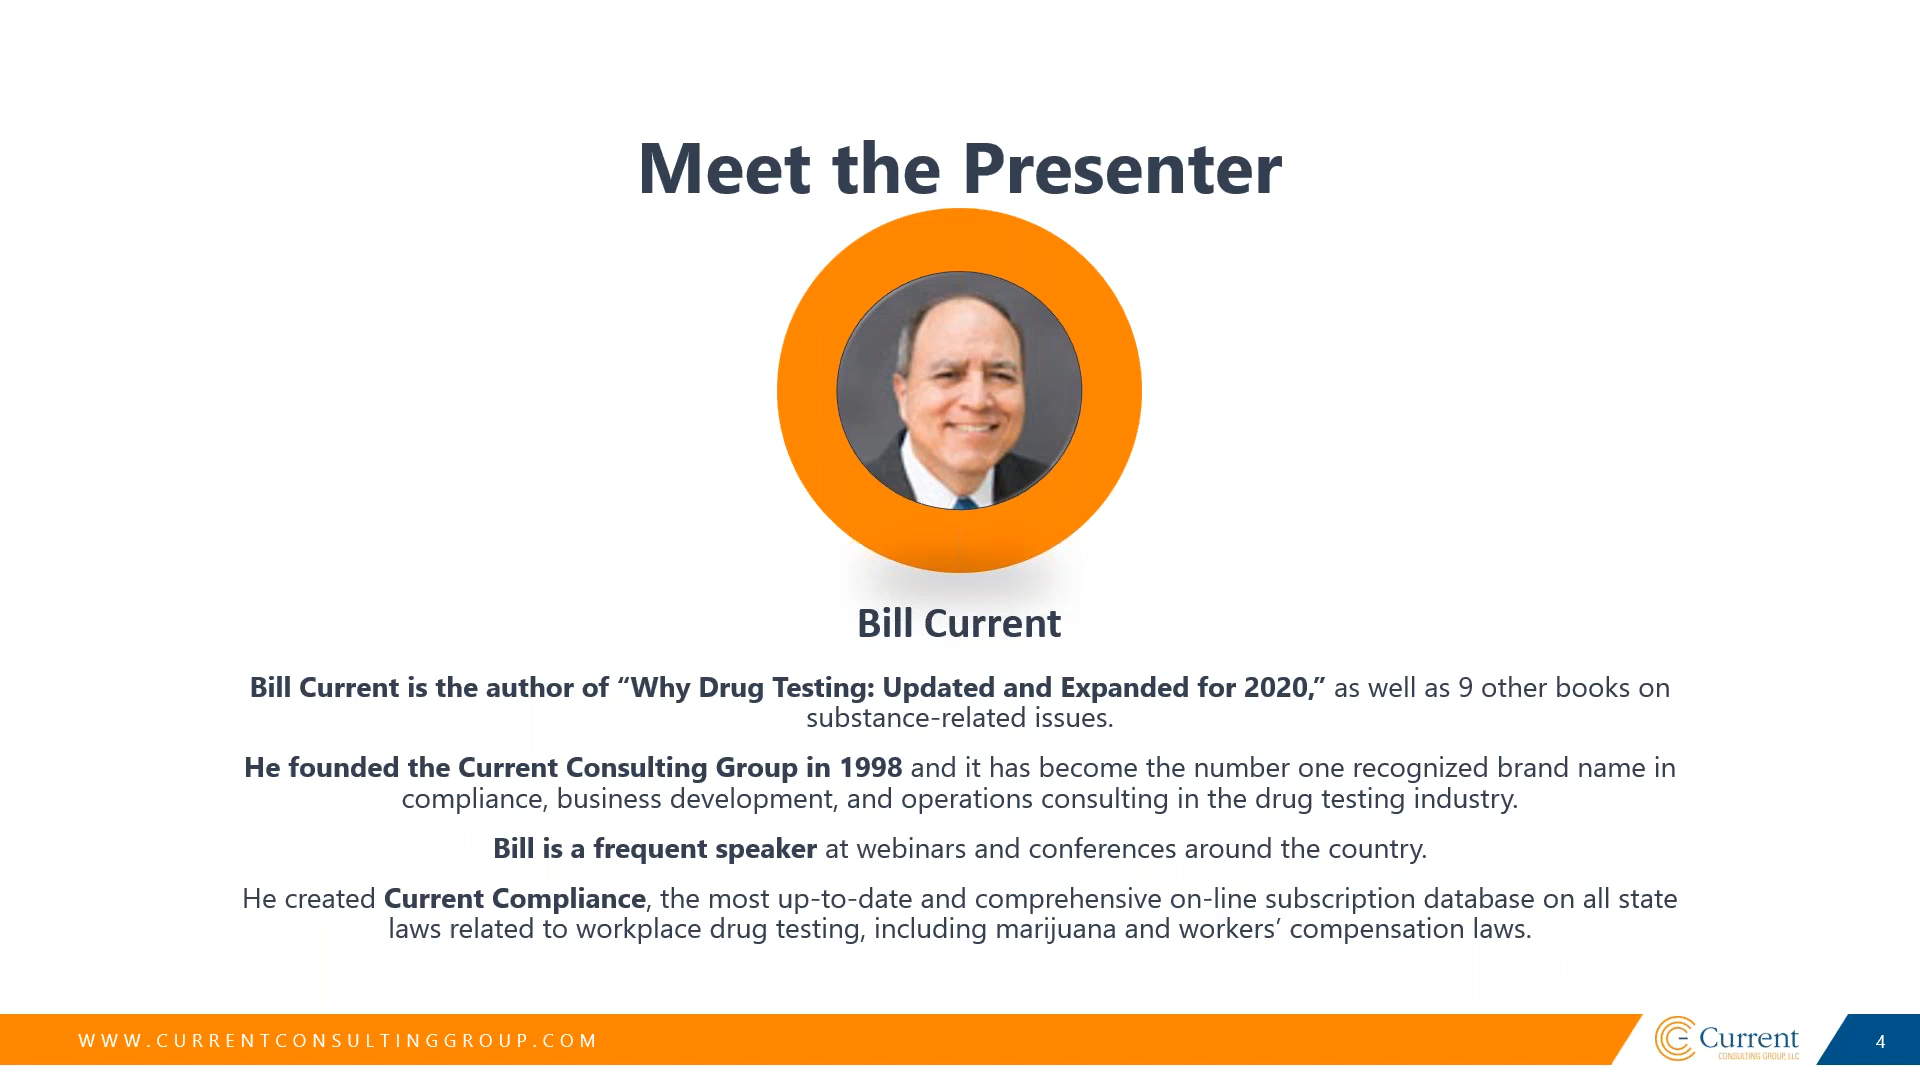 Meet the Presenter
Bill Current
Bill Current is the author of “Why Drug Testing: Updated and Expanded for 2020,” as well as 9 other books on
substance-related issues.
He founded the Current Consulting Group in 1998 and it has become the number one recognized brand name in
compliance, business development, and operations consulting in the drug testing industry.
Bill is a frequent speaker at webinars and conferences around the country.
He created Current Compliance, the most up-to-date and comprehensive on-line subscription database on all state
laws related to workplace drug testing, including marijuana and workers’ compensation laws.
WWW.CURRENTCONSULTINGGROUP.COM
Current
CONSULTING GROUP, LLC
4